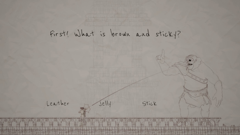 First! What is brown and sticky?
Leather Jelly Stick